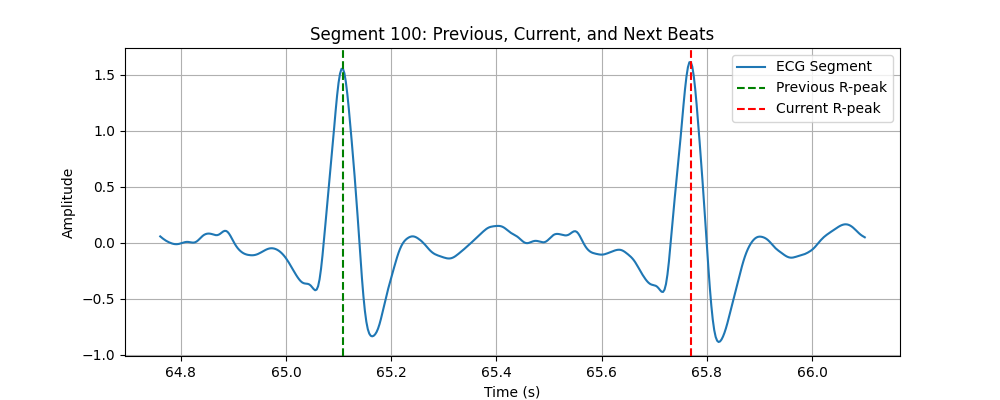 Segment 100: Previous, Current, and Next Beats
ECG Segment
Previous R-peak
Current R-peak
Amplitude
1.5
1.0
0.5
0.0
−0.5
−1.0
64.8 65.0 65.2 65.4 65.6 65.8 66.0
Time (s)